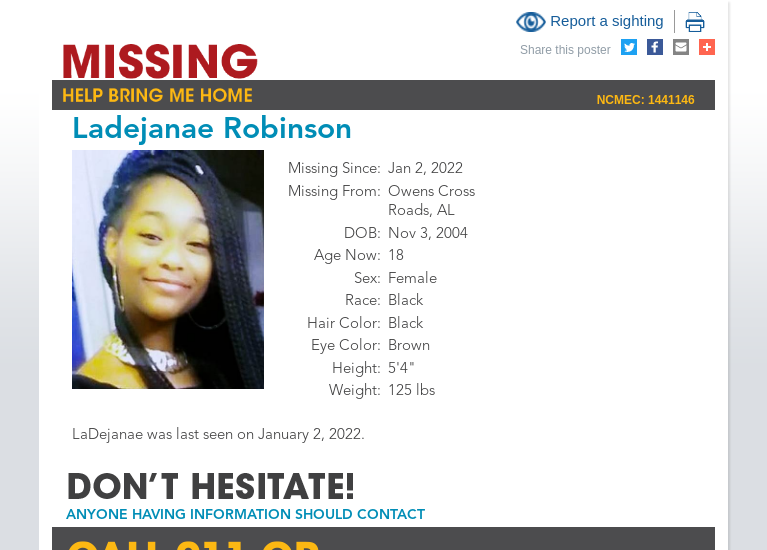 Report a sighting
Share this poster
MISSING
HELP BRING ME HOME
NCMEC: 1441146
Ladejanae Robinson
Missing Since: Jan 2, 2022
Missing From: Owens Cross
Roads, AL
DOB: Nov 3, 2004
Age Now: 18
Sex: Female
Race: Black
Hair Color: Black
Eye Color: Brown
Height: 5'4"
Weight: 125 lbs
LaDejanae was last seen on January 2, 2022.
DON'T HESITATE!
ANYONE HAVING INFORMATION SHOULD CONTACT
CALL 911 OR